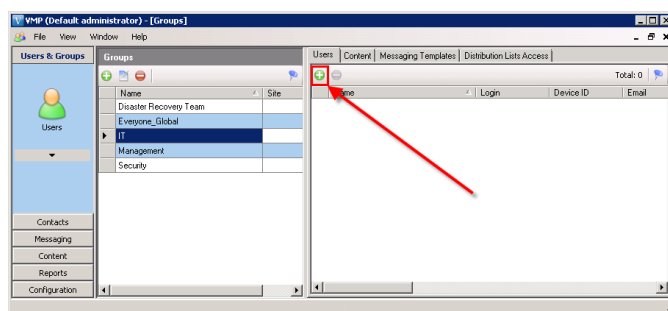 VMP (Default administrator) - [Groups]
File View Window Help
Users & Groups
Users
Contacts
Messaging
Content
Reports
Configuration
Groups
Name Site
Disaster Recovery Team
Everyone_Global
IT
Management
Security
Users Content Messaging Templates Distribution Lists Access
Total: 0
Name Login Device ID Email